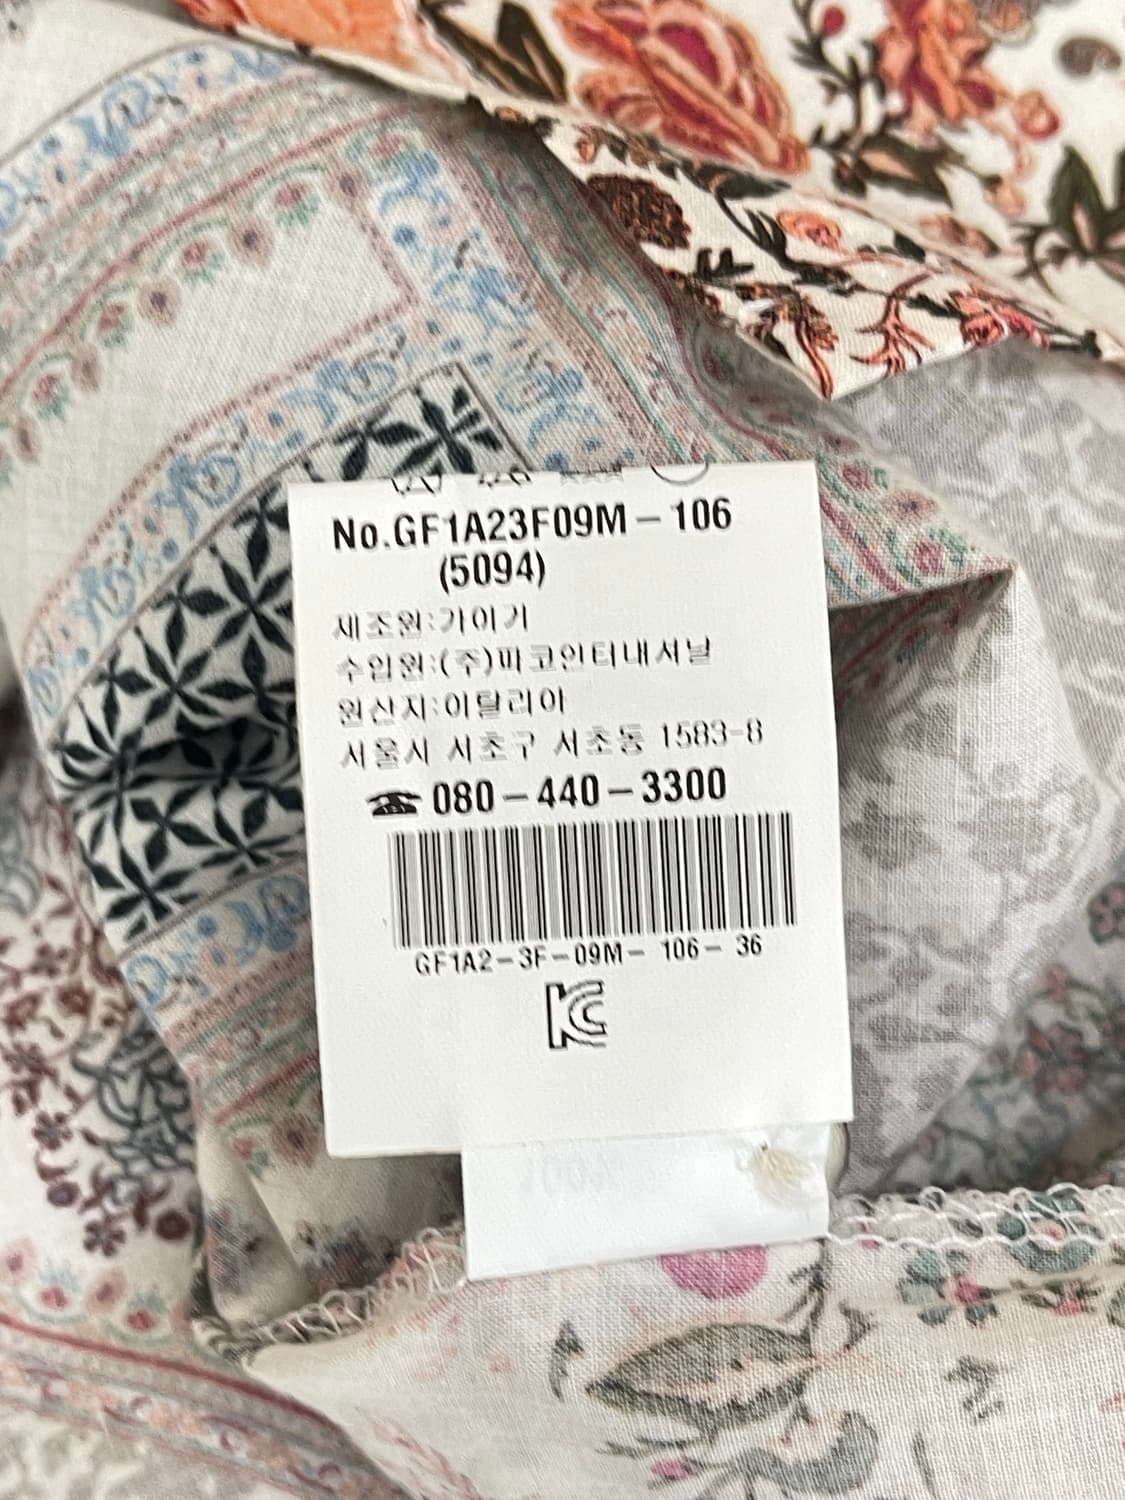 No.GF1A23F09M – 106
(5094)
제조원:가이거
수입원:(주)파코인터내셔날
원산지:이탈리아
서울시 서초구 서초동 1583-8
☎ 080 – 440 – 3300
GF1A2 – 3F – 09M – 106 – 36
KC